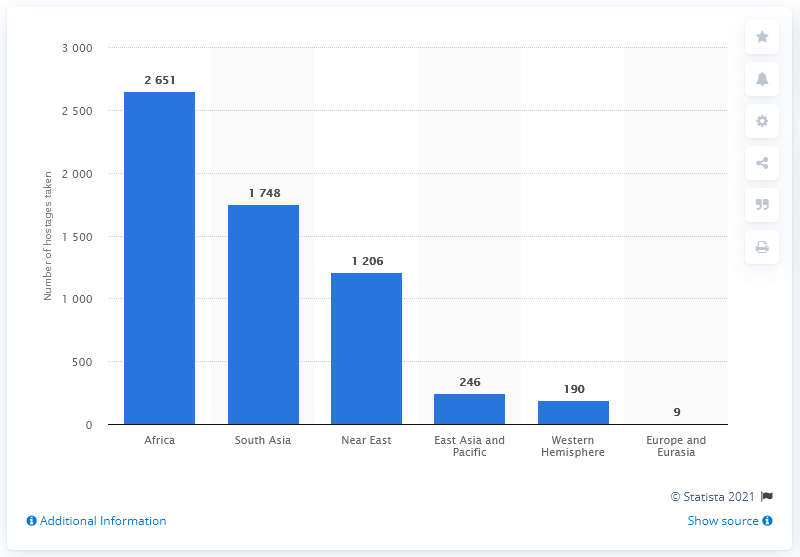 3 000
2 500
2 000
1 500
1 000
500
0
Number of hostages taken
2 651
1 748
1 206
246
190
9
Africa
South Asia
Near East
East Asia and
Pacific
Western
Hemisphere
Europe and
Eurasia
© Statista 2021
Additional Information
Show source